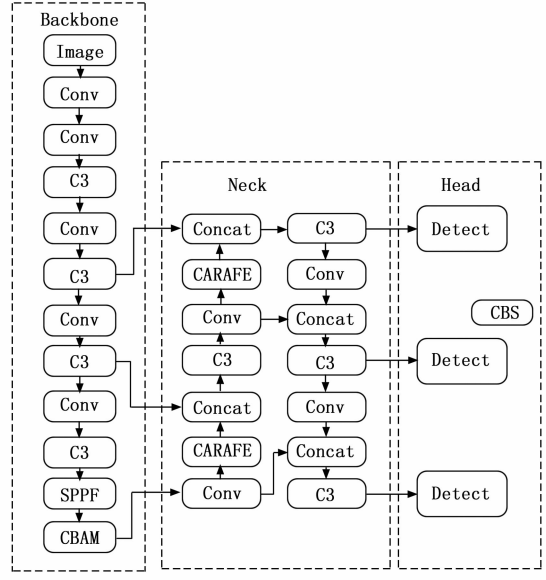 Backbone
Image
Conv
Conv
C3
Conv
C3
Conv
C3
Conv
C3
SPPF
CBAM
Neck
Concat
CARAFE
Conv
C3
Concat
CARAFE
Conv
C3
Conv
Concat
C3
Conv
Concat
C3
Head
Detect
CBS
Detect
Detect